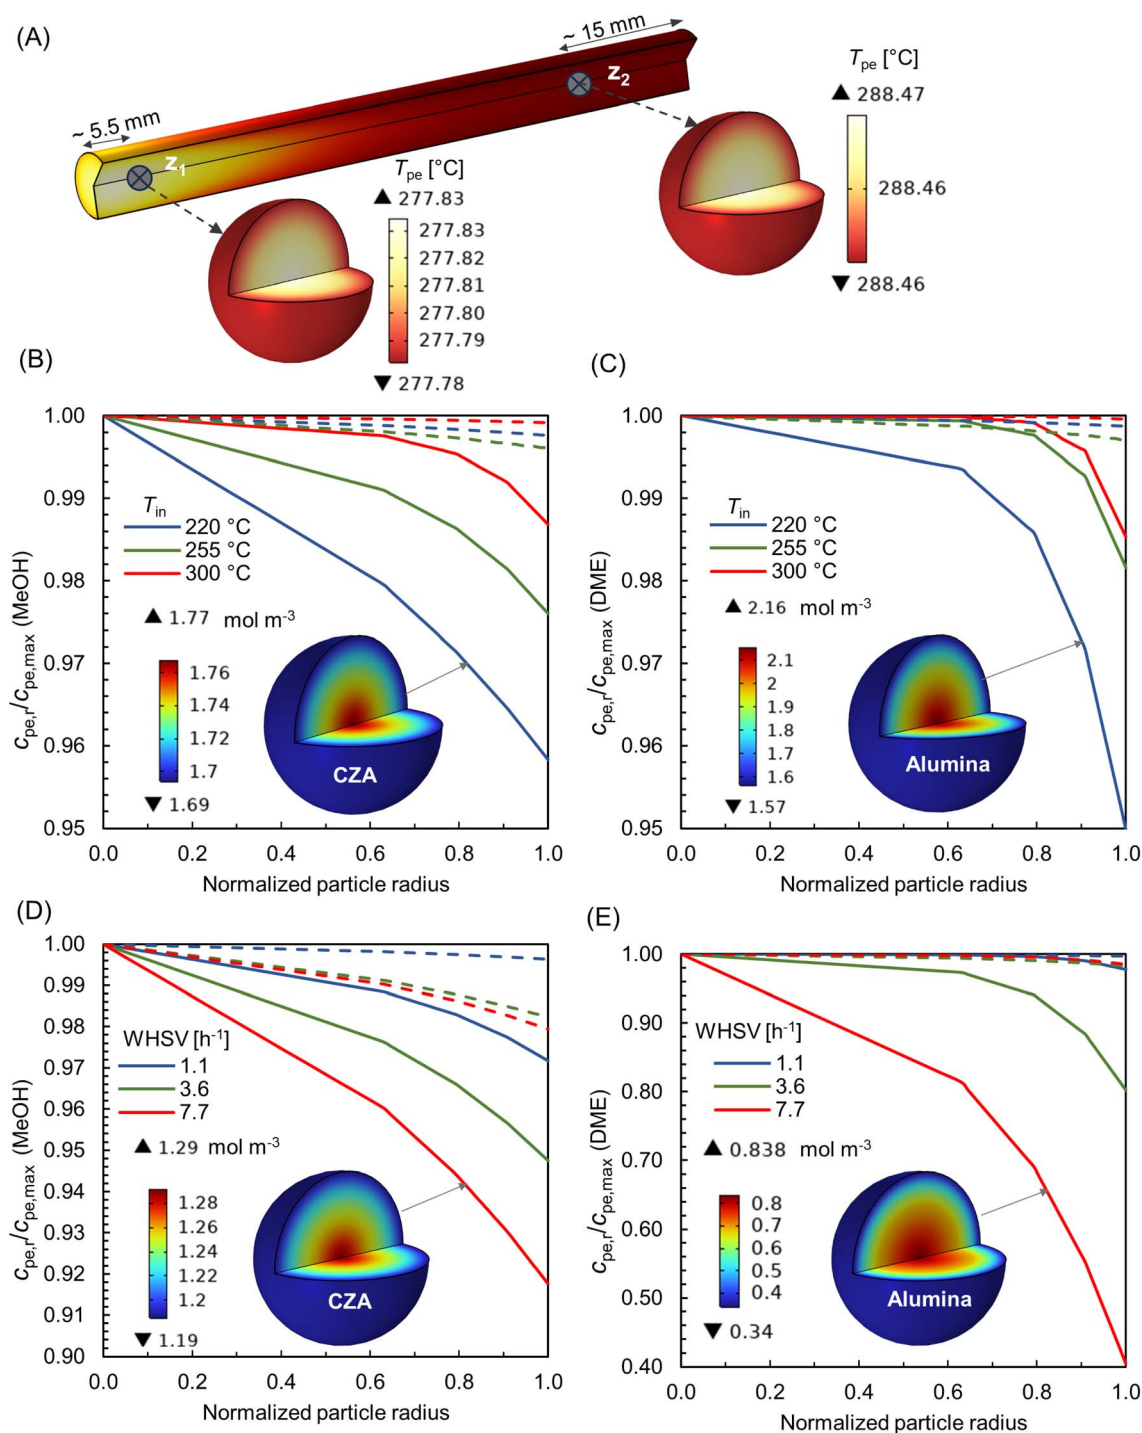 (A)
~ 5.5 mm
~ 15 mm
z1
z2
Tpe [°C]
▲ 277.83
277.83
277.82
277.81
277.80
277.79
▼ 277.78
Tpe [°C]
▲ 288.47
288.46
▼ 288.46
(B)
cpe,r/cpe,max (MeOH)
1.00
0.99
0.98
0.97
0.96
0.95
Tin
220 °C
255 °C
300 °C
▲ 1.77 mol m-3
1.76
1.74
1.72
1.7
▼ 1.69
CZA
0.0 0.2 0.4 0.6 0.8 1.0
Normalized particle radius
(C)
cpe,r/cpe,max (DME)
1.00
0.99
0.98
0.97
0.96
0.95
Tin
220 °C
255 °C
300 °C
▲ 2.16 mol m-3
2.1
2
1.9
1.8
1.7
1.6
▼ 1.57
Alumina
0.0 0.2 0.4 0.6 0.8 1.0
Normalized particle radius
(D)
cpe,r/cpe,max (MeOH)
1.00
0.99
0.98
0.97
0.96
0.95
0.94
0.93
0.92
0.91
0.90
WHSV [h-1]
1.1
3.6
7.7
▲ 1.29 mol m-3
1.28
1.26
1.24
1.22
1.2
▼ 1.19
CZA
0.0 0.2 0.4 0.6 0.8 1.0
Normalized particle radius
(E)
cpe,r/cpe,max (DME)
1.00
0.90
0.80
0.70
0.60
0.50
0.40
WHSV [h-1]
1.1
3.6
7.7
▲ 0.838 mol m-3
0.8
0.7
0.6
0.5
0.4
▼ 0.34
Alumina
0.0 0.2 0.4 0.6 0.8 1.0
Normalized particle radius